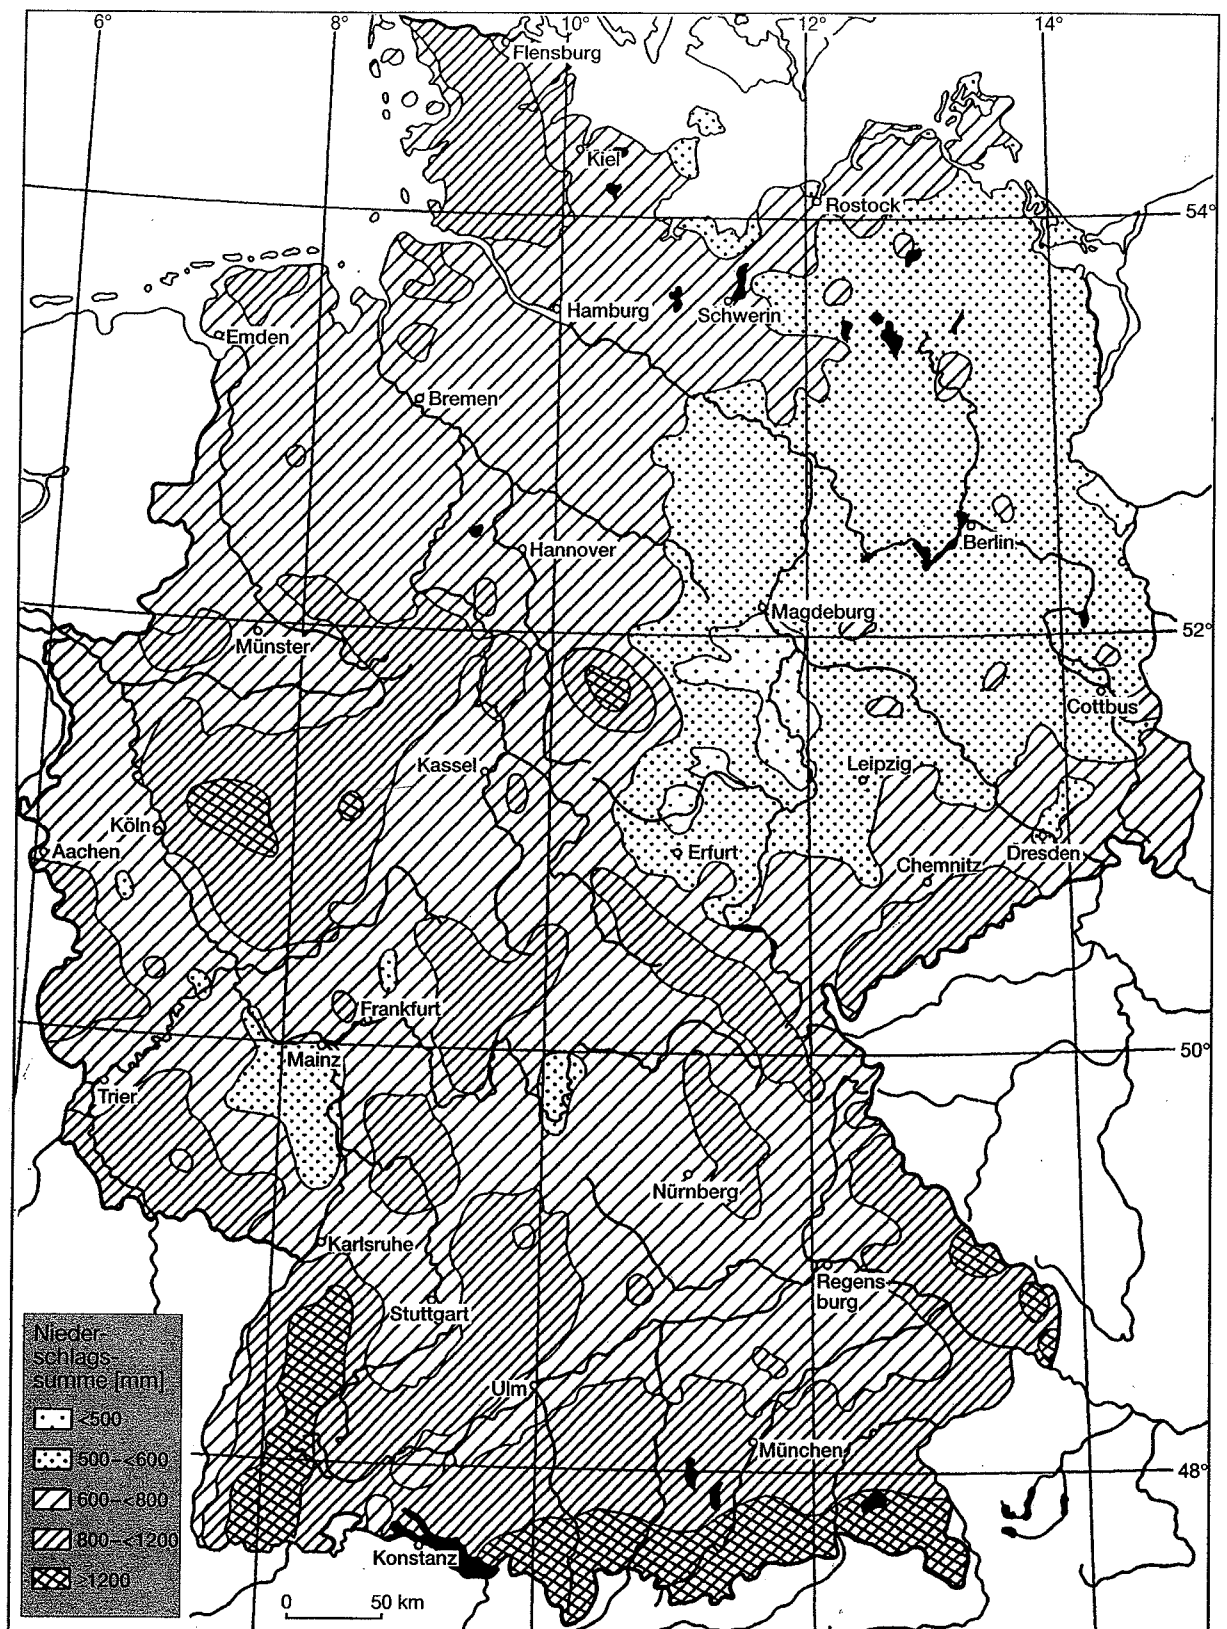 6°
8°
10°
12°
14°
Flensburg
Kiel
Rostock
54°
Hamburg
Schwerin
Emden
Bremen
Hannover
Berlin
Magdeburg
52°
Münster
Cottbus
Kassel
Leipzig
Köln
Aachen
Erfurt
Chemnitz
Dresden
Frankfurt
Mainz
50°
Trier
Nürnberg
Karlsruhe
Regens-
burg
Stuttgart
Ulm
München
48°
Konstanz
Nieder-
schlags-
summe [mm]
<500
500–<600
600–<800
800–<1200
>1200
0 50 km